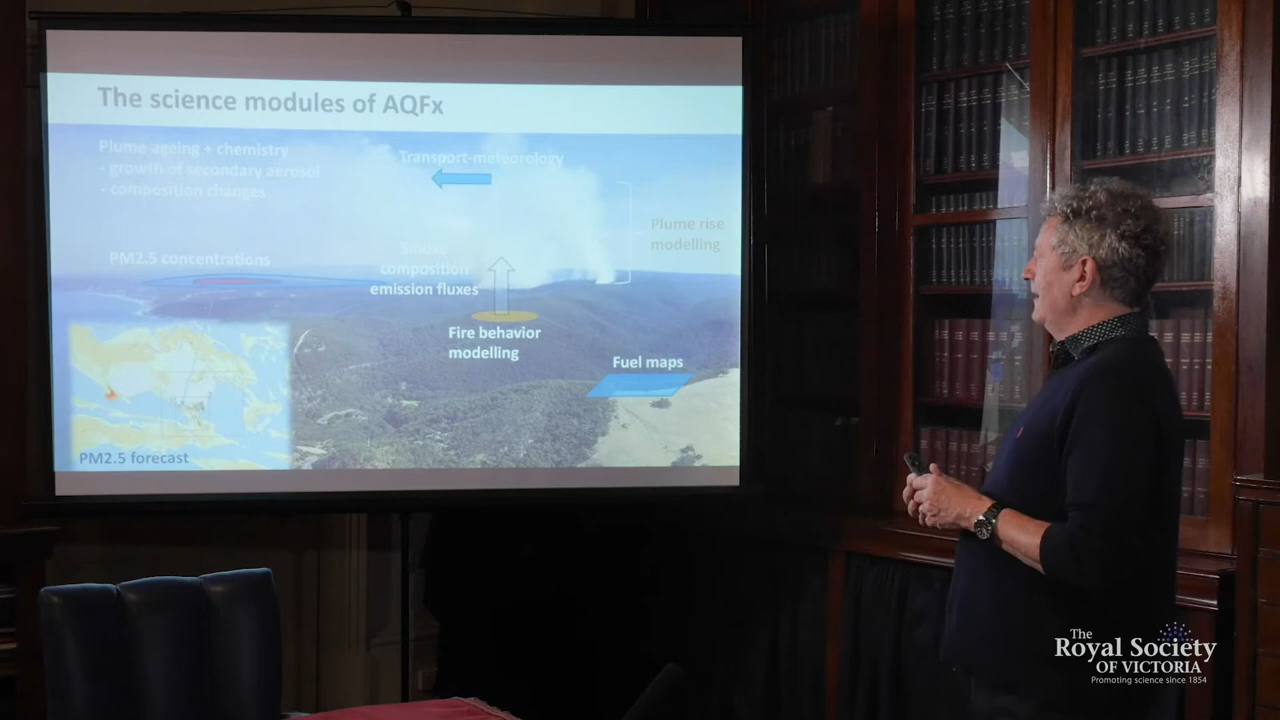 The science modules of AQFx
Plume ageing + chemistry
- growth of secondary aerosol
- composition changes
Transport-meteorology
Plume rise
modelling
PM2.5 concentrations
Smoke
composition
emission fluxes
Fire behavior
modelling
Fuel maps
PM2.5 forecast
The
Royal Society
OF VICTORIA
Promoting science since 1854